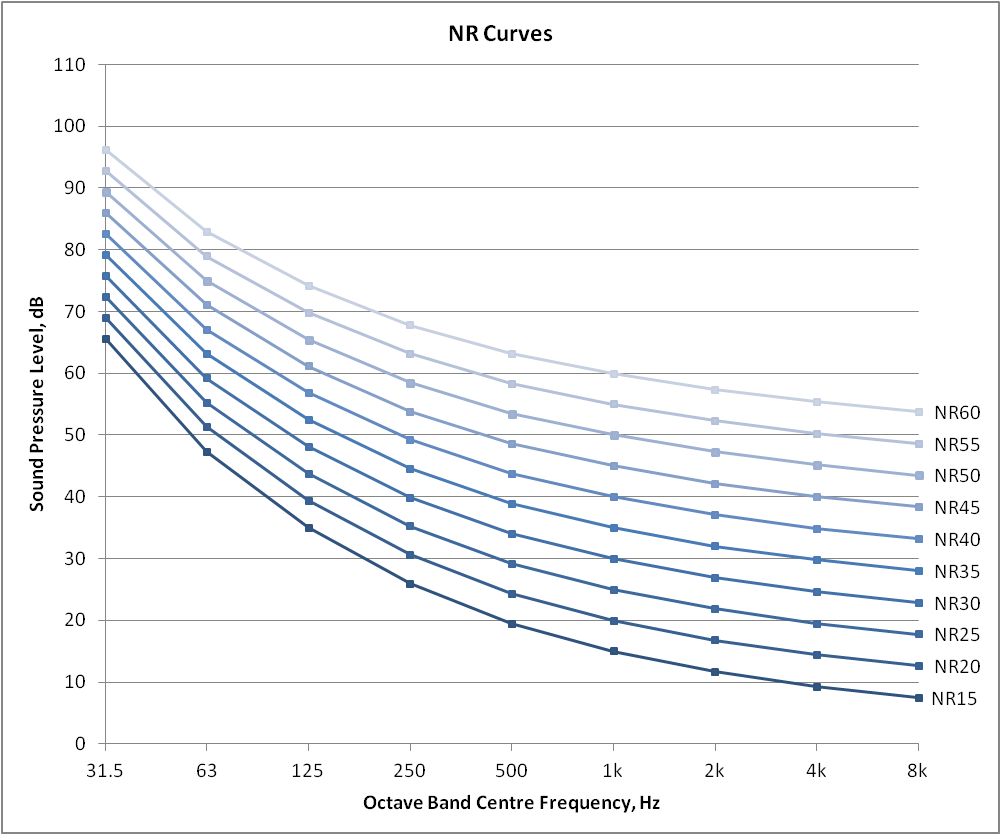 NR Curves
110
100
90
80
70
60
50
40
30
20
10
0
Sound Pressure Level, dB
31.5 63 125 250 500 1k 2k 4k 8k
Octave Band Centre Frequency, Hz
NR60
NR55
NR50
NR45
NR40
NR35
NR30
NR25
NR20
NR15